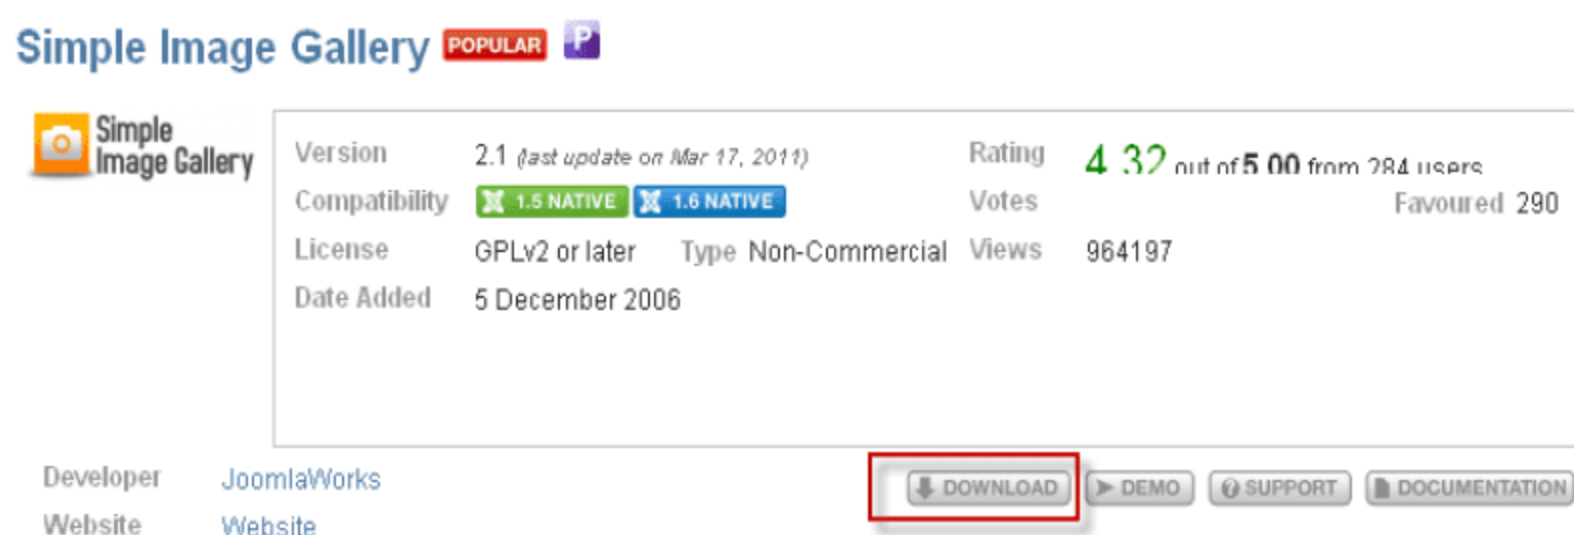 Simple Image Gallery POPULAR P
Simple
Image Gallery
Version 2.1 (last update on Mar 17, 2011) Rating 4.32 out of 5.00 from 284 users
Compatibility 1.5 NATIVE 1.6 NATIVE Votes Favoured 290
License GPLv2 or later Type Non-Commercial Views 964197
Date Added 5 December 2006
Developer JoomlaWorks DOWNLOAD DEMO SUPPORT DOCUMENTATION
Website Website